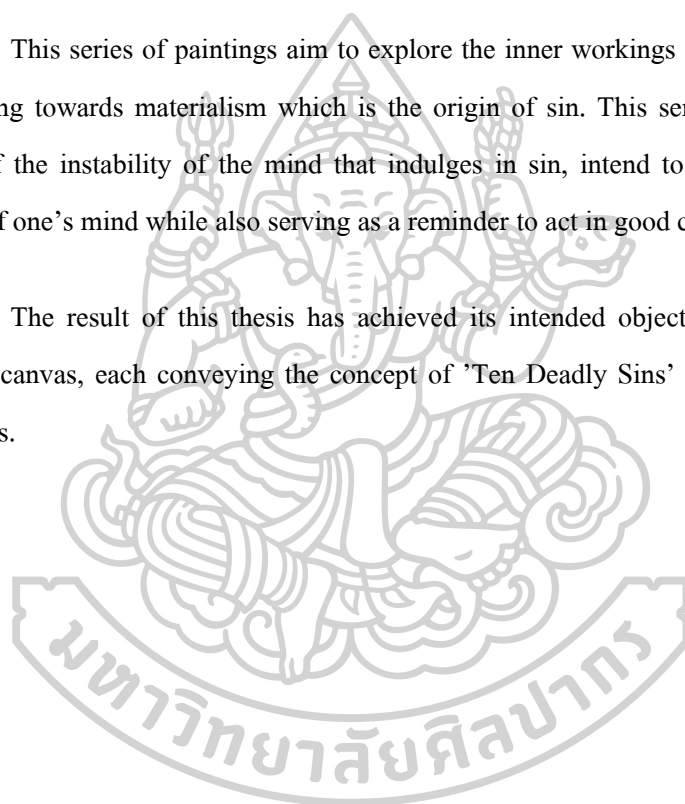 This series of paintings aim to explore the inner workings
ng towards materialism which is the origin of sin. This ser
f the instability of the mind that indulges in sin, intend to
f one’s mind while also serving as a reminder to act in good c
The result of this thesis has achieved its intended object
canvas, each conveying the concept of ’Ten Deadly Sins’
s.
มหาวิทยาลัยศิลปากร